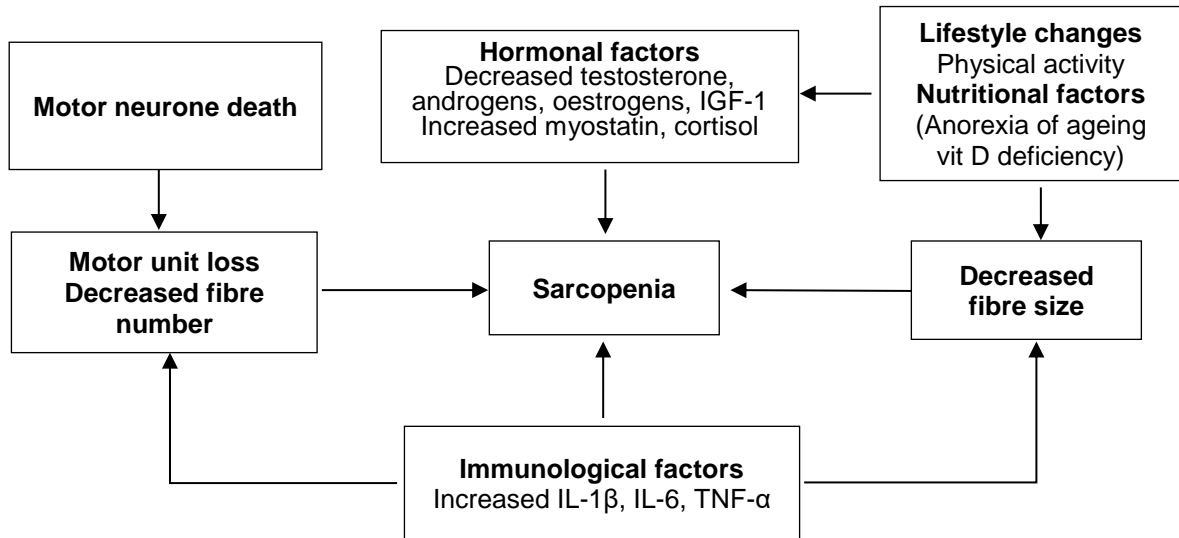 Motor neurone death
Hormonal factors
Decreased testosterone,
androgens, oestrogens, IGF-1
Increased myostatin, cortisol
Lifestyle changes
Physical activity
Nutritional factors
(Anorexia of ageing
vit D deficiency)
Motor unit loss
Decreased fibre
number
Sarcopenia
Decreased
fibre size
Immunological factors
Increased IL-1β, IL-6, TNF-α